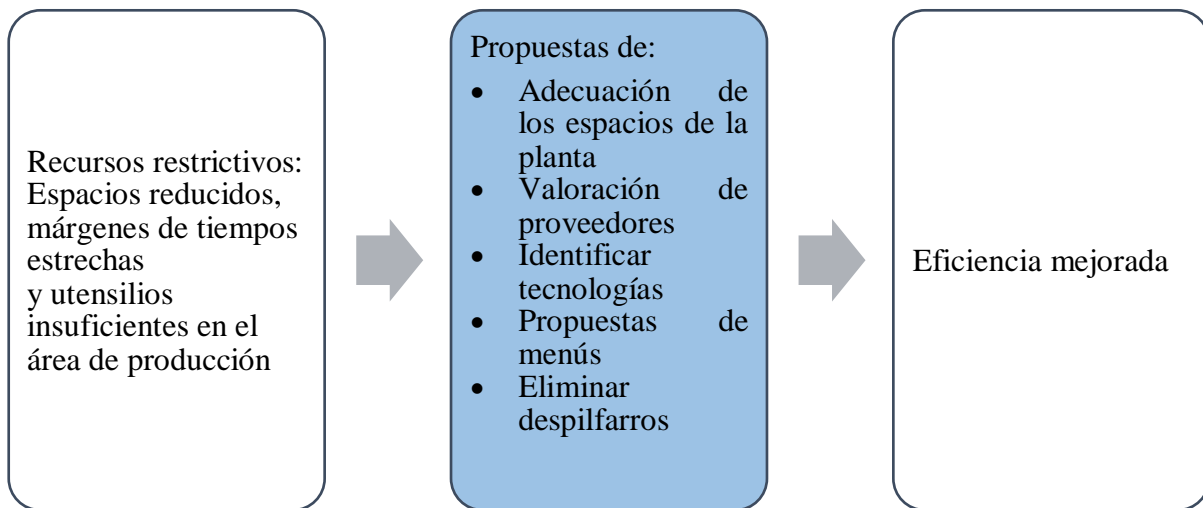 Recursos restrictivos:
Espacios reducidos,
márgenes de tiempos
estrechas
y utensilios
insuficientes en el
área de producción
Propuestas de:
• Adecuación de
los espacios de la
planta
• Valoración de
proveedores
• Identificar
tecnologías
• Propuestas de
menús
• Eliminar
despilfarros
Eficiencia mejorada